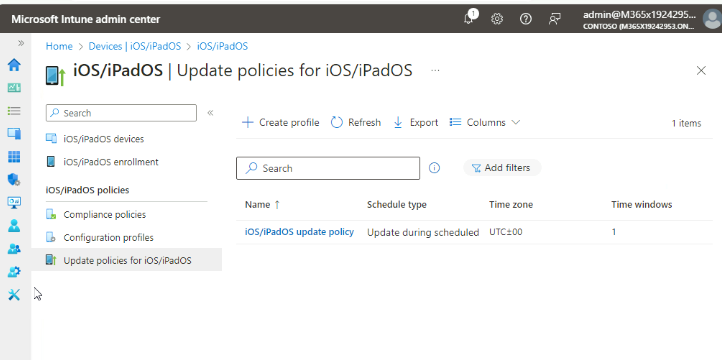 Microsoft Intune admin center
1
admin@M365x1924295...
CONTOSO (M365X19242953.ON...
Home > Devices | iOS/iPadOS > iOS/iPadOS
iOS/iPadOS | Update policies for iOS/iPadOS ...
Search
iOS/iPadOS devices
iOS/iPadOS enrollment
iOS/iPadOS policies
Compliance policies
Configuration profiles
Update policies for iOS/iPadOS
Create profile Refresh Export Columns 1 items
Search Add filters
Name ↑ Schedule type Time zone Time windows
iOS/iPadOS update policy Update during scheduled UTC±00 1